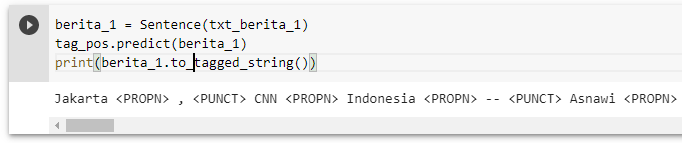 berita_1 = Sentence(txt_berita_1)
tag_pos.predict(berita_1)
print(berita_1.to_tagged_string())
Jakarta <PROPN> , <PUNCT> CNN <PROPN> Indonesia <PROPN> -- <PUNCT> Asnawi <PROPN>